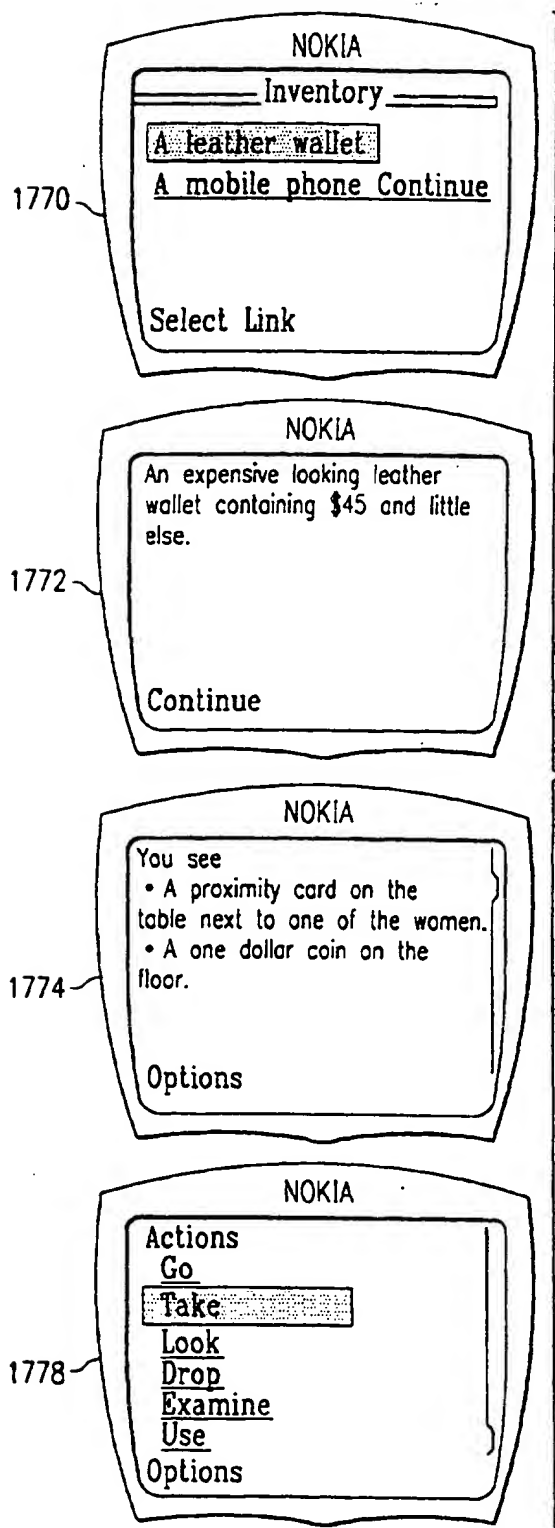 NOKIA
Inventory
A leather wallet
A mobile phone Continue
1770
Select Link
NOKIA
An expensive looking leather
wallet containing $45 and little
else.
1772
Continue
NOKIA
You see
• A proximity card on the
table next to one of the women.
• A one dollar coin on the
floor.
1774
Options
NOKIA
Actions
Go
Take
Look
Drop
1778
Examine
Use
Options